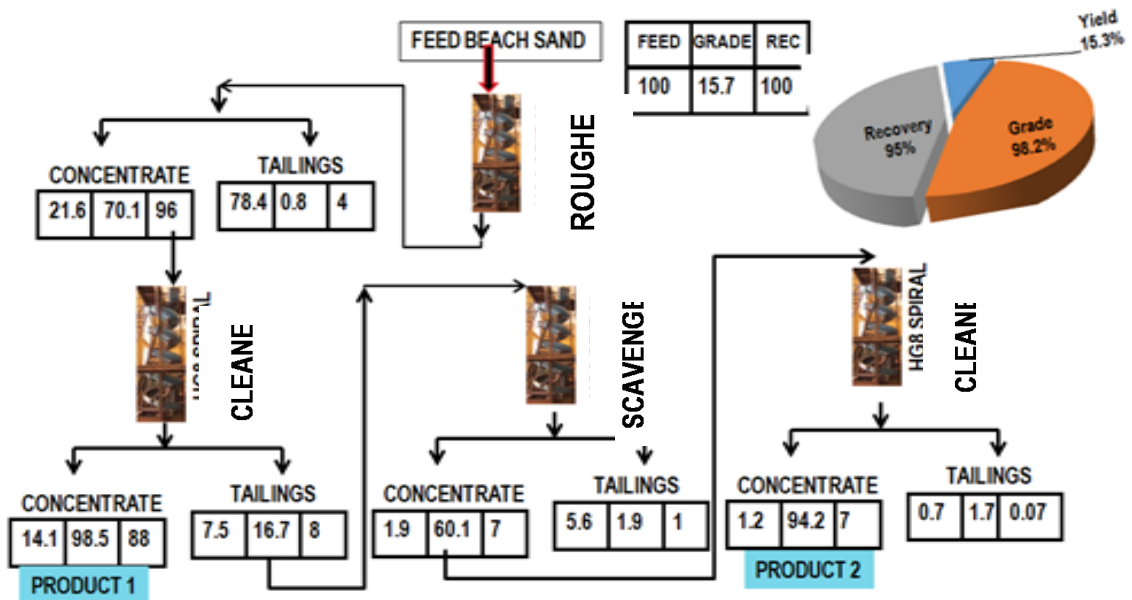 FEED BEACH SAND
FEED GRADE REC
100 15.7 100
Yield
15.3%
Recovery
95%
Grade
98.2%
ROUGHE
CONCENTRATE
21.6 70.1 96
TAILINGS
78.4 0.8 4
HG8 SPIRAL
CLEANE
SCAVENGE
HG8 SPIRAL
CLEANE
CONCENTRATE
14.1 98.5 88
PRODUCT 1
TAILINGS
7.5 16.7 8
CONCENTRATE
1.9 60.1 7
TAILINGS
5.6 1.9 1
CONCENTRATE
1.2 94.2 7
PRODUCT 2
TAILINGS
0.7 1.7 0.07